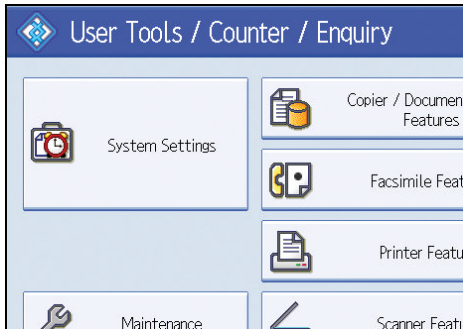 User Tools / Counter / Enquiry
System Settings
Copier / Documen
Features
Facsimile Feat
Printer Featu
Maintenance
Scanner Featu